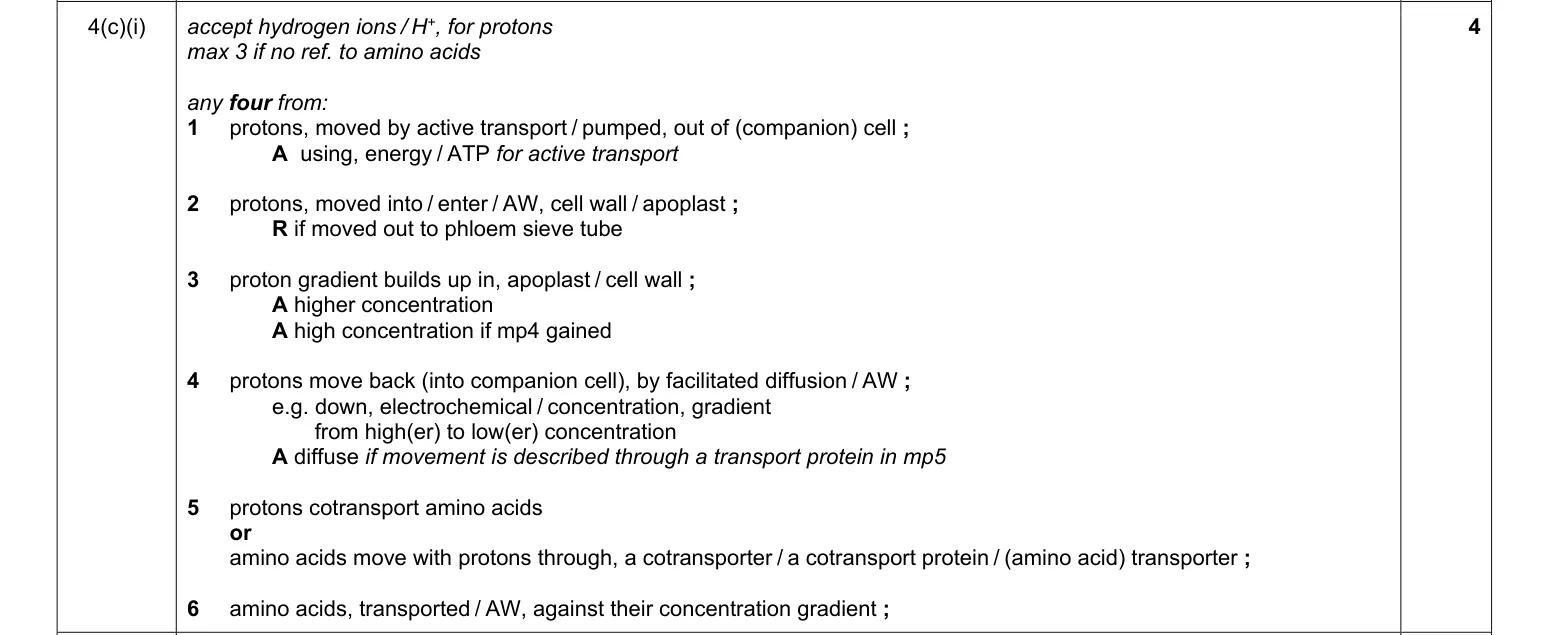 4(c)(i) accept hydrogen ions / H⁺, for protons 4
max 3 if no ref. to amino acids
any four from:
1 protons, moved by active transport / pumped, out of (companion) cell ;
A using, energy / ATP for active transport
2 protons, moved into / enter / AW, cell wall / apoplast ;
R if moved out to phloem sieve tube
3 proton gradient builds up in, apoplast / cell wall ;
A higher concentration
A high concentration if mp4 gained
4 protons move back (into companion cell), by facilitated diffusion / AW ;
e.g. down, electrochemical / concentration, gradient
from high(er) to low(er) concentration
A diffuse if movement is described through a transport protein in mp5
5 protons cotransport amino acids
or
amino acids move with protons through, a cotransporter / a cotransport protein / (amino acid) transporter ;
6 amino acids, transported / AW, against their concentration gradient ;